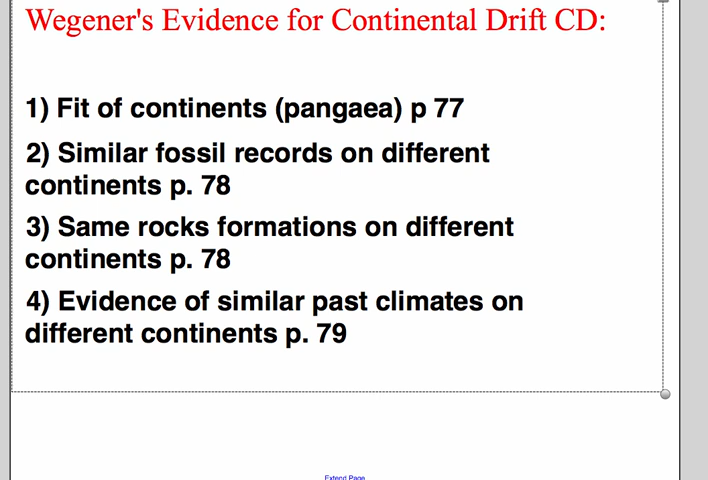 Wegener's Evidence for Continental Drift CD:
1) Fit of continents (pangaea) p 77
2) Similar fossil records on different
continents p. 78
3) Same rocks formations on different
continents p. 78
4) Evidence of similar past climates on
different continents p. 79
Extend Page